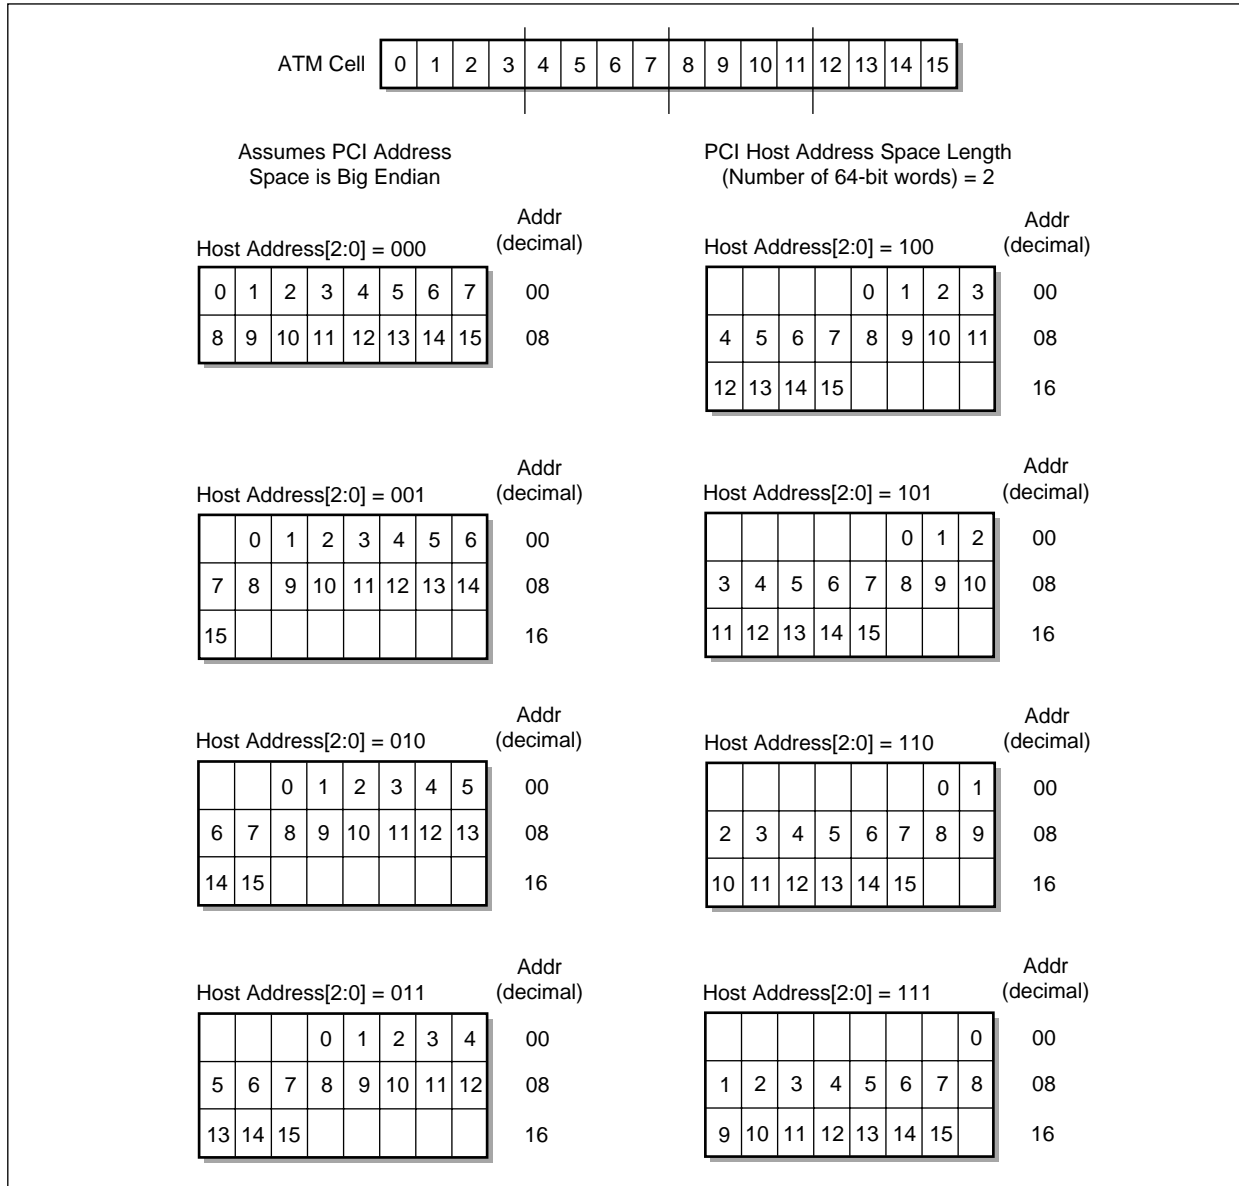 ATM Cell 0 1 2 3 4 5 6 7 8 9 10 11 12 13 14 15
Assumes PCI Address
Space is Big Endian
PCI Host Address Space Length
(Number of 64-bit words) = 2
Addr
(decimal)
Host Address[2:0] = 000
0 1 2 3 4 5 6 7 00
8 9 10 11 12 13 14 15 08
Addr
(decimal)
Host Address[2:0] = 100
0 1 2 3 00
4 5 6 7 8 9 10 11 08
12 13 14 15 16
Addr
(decimal)
Host Address[2:0] = 001
0 1 2 3 4 5 6 00
7 8 9 10 11 12 13 14 08
15 16
Addr
(decimal)
Host Address[2:0] = 101
0 1 2 00
3 4 5 6 7 8 9 10 08
11 12 13 14 15 16
Addr
(decimal)
Host Address[2:0] = 010
0 1 2 3 4 5 00
6 7 8 9 10 11 12 13 08
14 15 16
Addr
(decimal)
Host Address[2:0] = 110
0 1 00
2 3 4 5 6 7 8 9 08
10 11 12 13 14 15 16
Addr
(decimal)
Host Address[2:0] = 011
0 1 2 3 4 00
5 6 7 8 9 10 11 12 08
13 14 15 16
Addr
(decimal)
Host Address[2:0] = 111
0 00
1 2 3 4 5 6 7 8 08
9 10 11 12 13 14 15 16